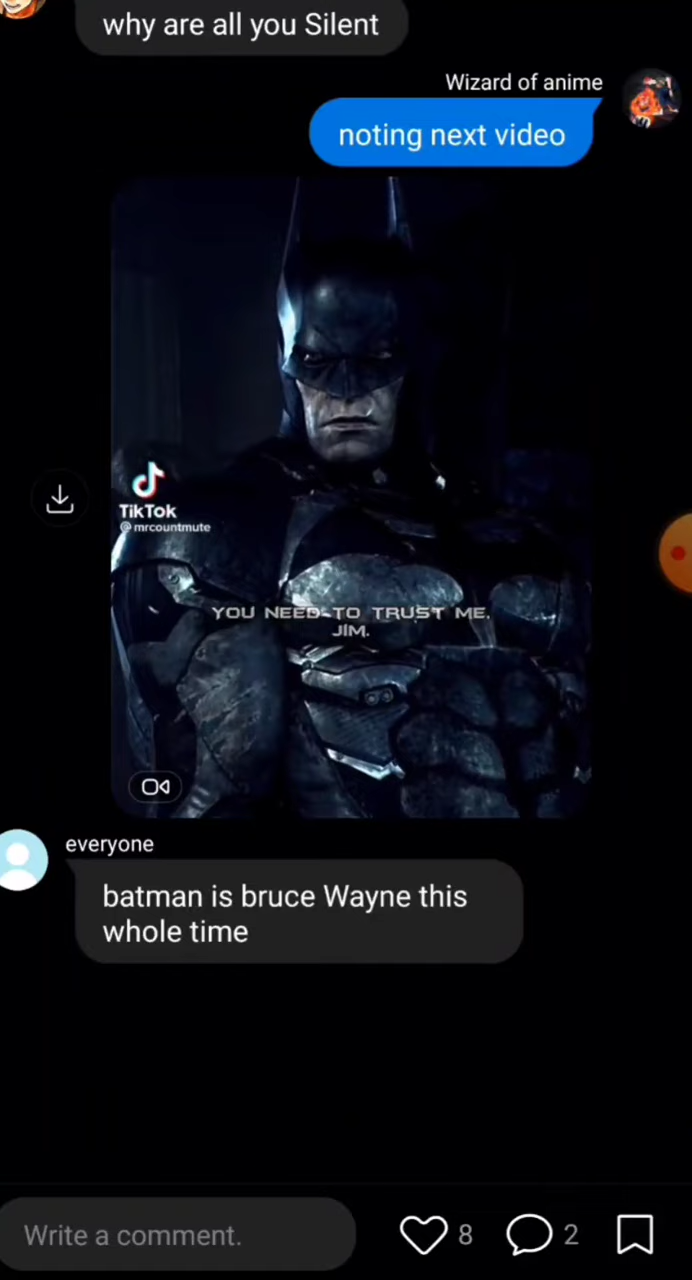 why are all you Silent
Wizard of anime
noting next video
TikTok
@mrcountmute
YOU NEED TO TRUST ME,
JIM.
everyone
batman is bruce Wayne this
whole time
Write a comment.
8
2